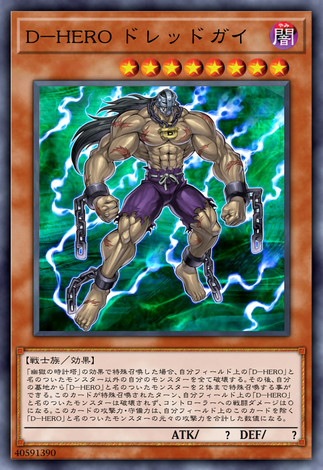 D－HERO ドレッドガイ
やみ
闇
【戦士族／効果】
「幽獄の時計塔」の効果で特殊召喚した場合、自分フィールド上の「D－HERO」と
名のついたモンスター以外の自分のモンスターを全て破壊する。その後、自分
の墓地から「D－HERO」と名のついたモンスターを２体まで特殊召喚する事が
できる。このカードが特殊召喚されたターン、自分フィールド上の「D－HERO」
と名のついたモンスターは破壊されず、コントローラーへの戦闘ダメージは０
になる。このカードの攻撃力・守備力は、自分フィールド上のこのカードを除く
「D－HERO」と名のついたモンスターの元々の攻撃力を合計した数値になる。
ATK/ ? DEF/ ?
40591390